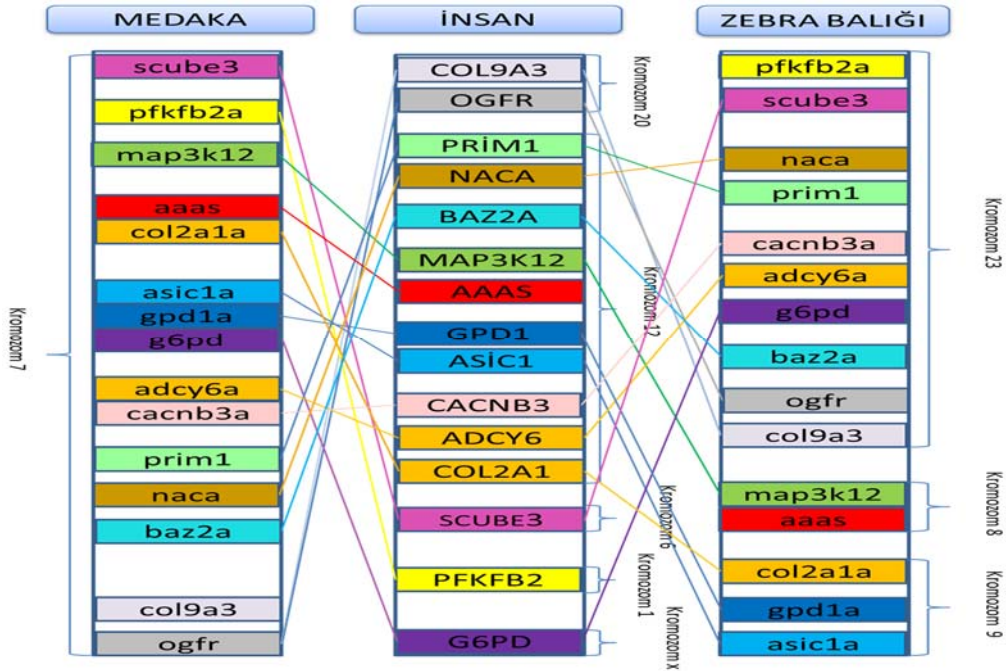 MEDAKA
scube3
pfkfb2a
map3k12
aaas
col2a1a
asic1a
gpd1a
g6pd
adcy6a
cacnb3a
prim1
naca
baz2a
col9a3
ogfr
Kromozom 7
İNSAN
COL9A3
OGFR
PRİM1
NACA
BAZ2A
MAP3K12
AAAS
GPD1
ASİC1
CACNB3
ADCY6
COL2A1
SCUBE3
PFKFB2
G6PD
Kromozom 20
Kromozom 12
Kromozom 6
Kromozom 1
Kromozom x
ZEBRA BALIĞI
pfkfb2a
scube3
naca
prim1
cacnb3a
adcy6a
g6pd
baz2a
ogfr
col9a3
map3k12
aaas
col2a1a
gpd1a
asic1a
Kromozom 23
Kromozom 8
Kromozom 9